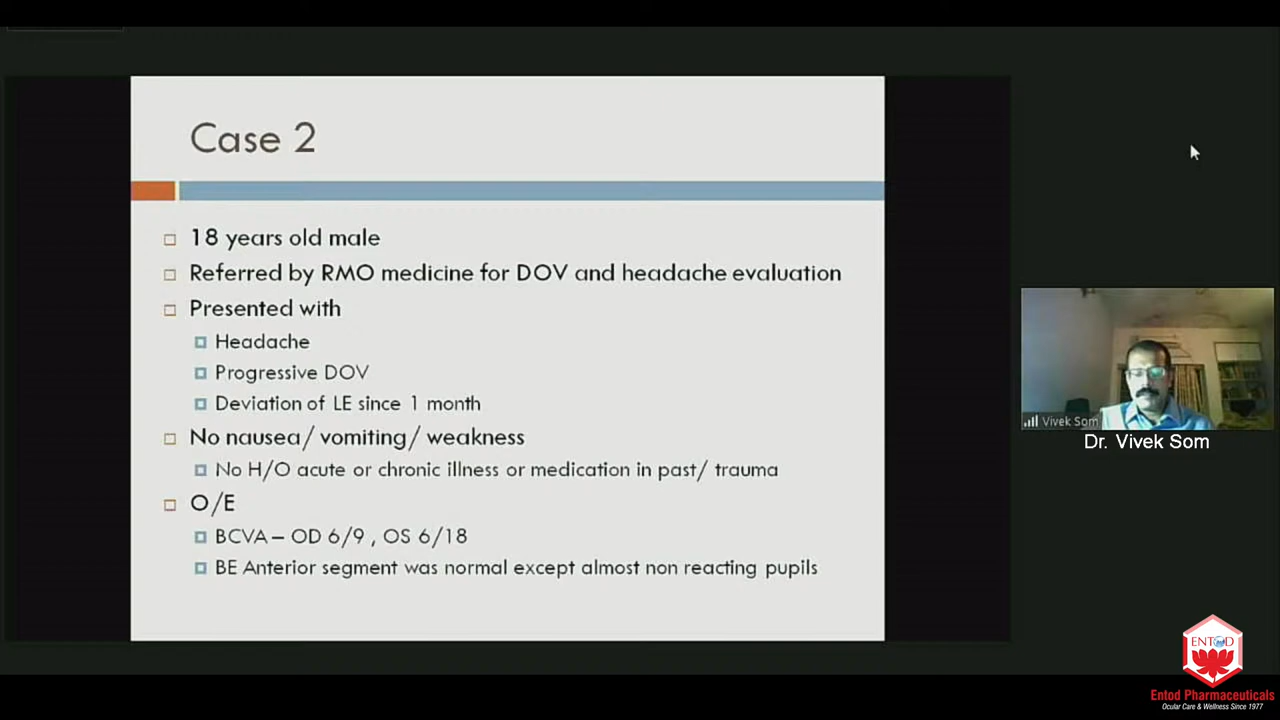 Case 2
18 years old male
Referred by RMO medicine for DOV and headache evaluation
Presented with
Headache
Progressive DOV
Deviation of LE since 1 month
No nausea/ vomiting/ weakness
No H/O acute or chronic illness or medication in past/ trauma
O/E
BCVA – OD 6/9 , OS 6/18
BE Anterior segment was normal except almost non reacting pupils
Vivek Som
Dr. Vivek Som
ENTOD
Entod Pharmaceuticals
Ocular Care & Wellness Since 1977